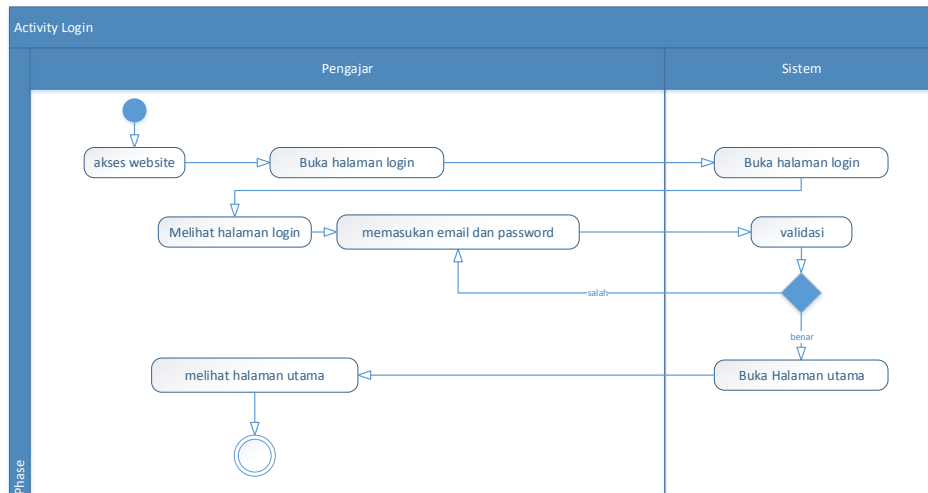 Activity Login
Pengajar
Sistem
akses website
Buka halaman login
Buka halaman login
Melihat halaman login
memasukan email dan password
validasi
salah
benar
melihat halaman utama
Buka Halaman utama
Phase